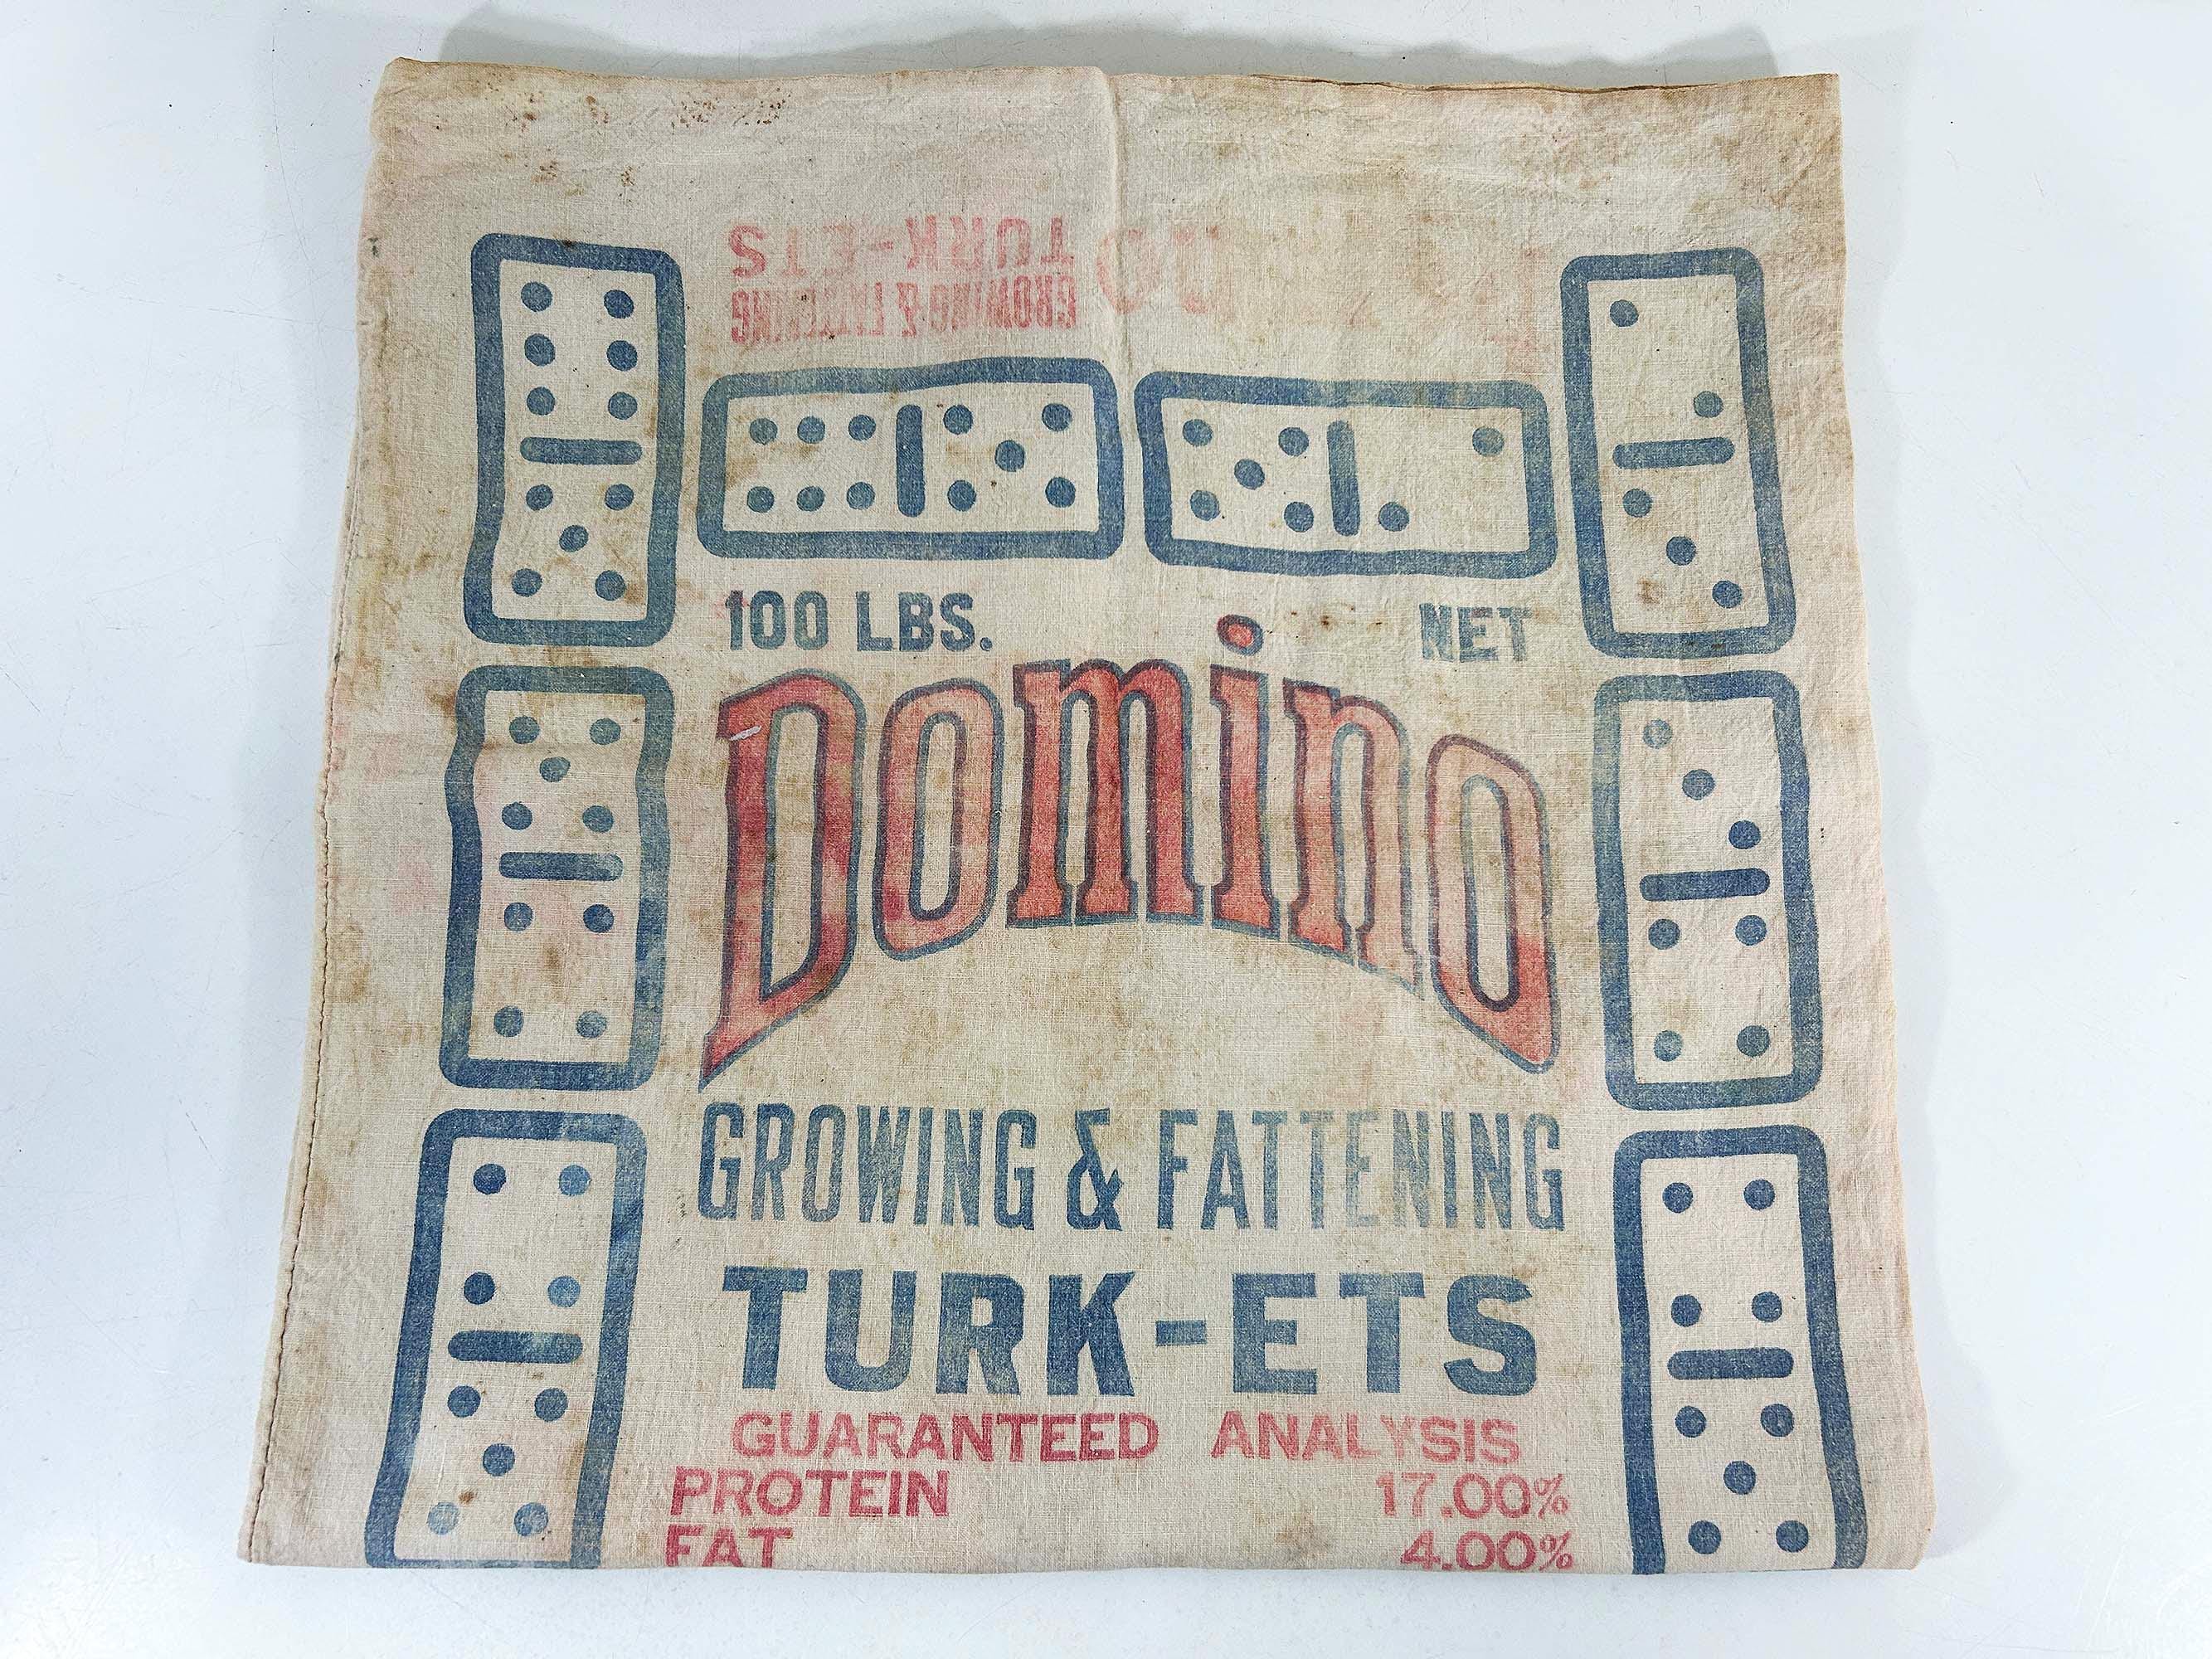 TURK-ETS
GROWING & FATTENING
100 LBS. NET
Domino
GROWING & FATTENING
TURK-ETS
GUARANTEED ANALYSIS
PROTEIN 17.00%
FAT 4.00%